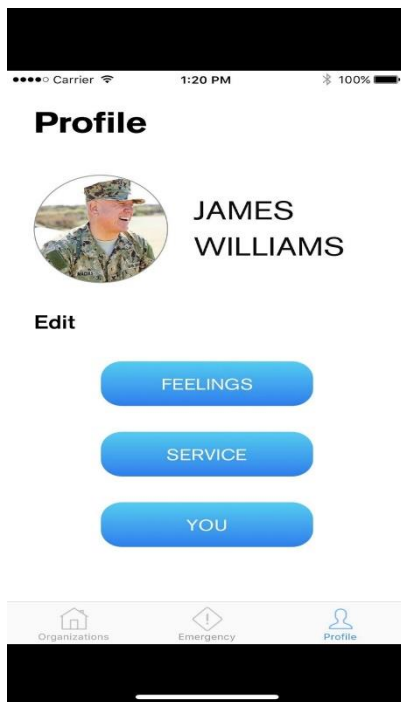 Carrier 1:20 PM 100%
Profile
JAMES
WILLIAMS
Edit
FEELINGS
SERVICE
YOU
Organizations Emergency Profile